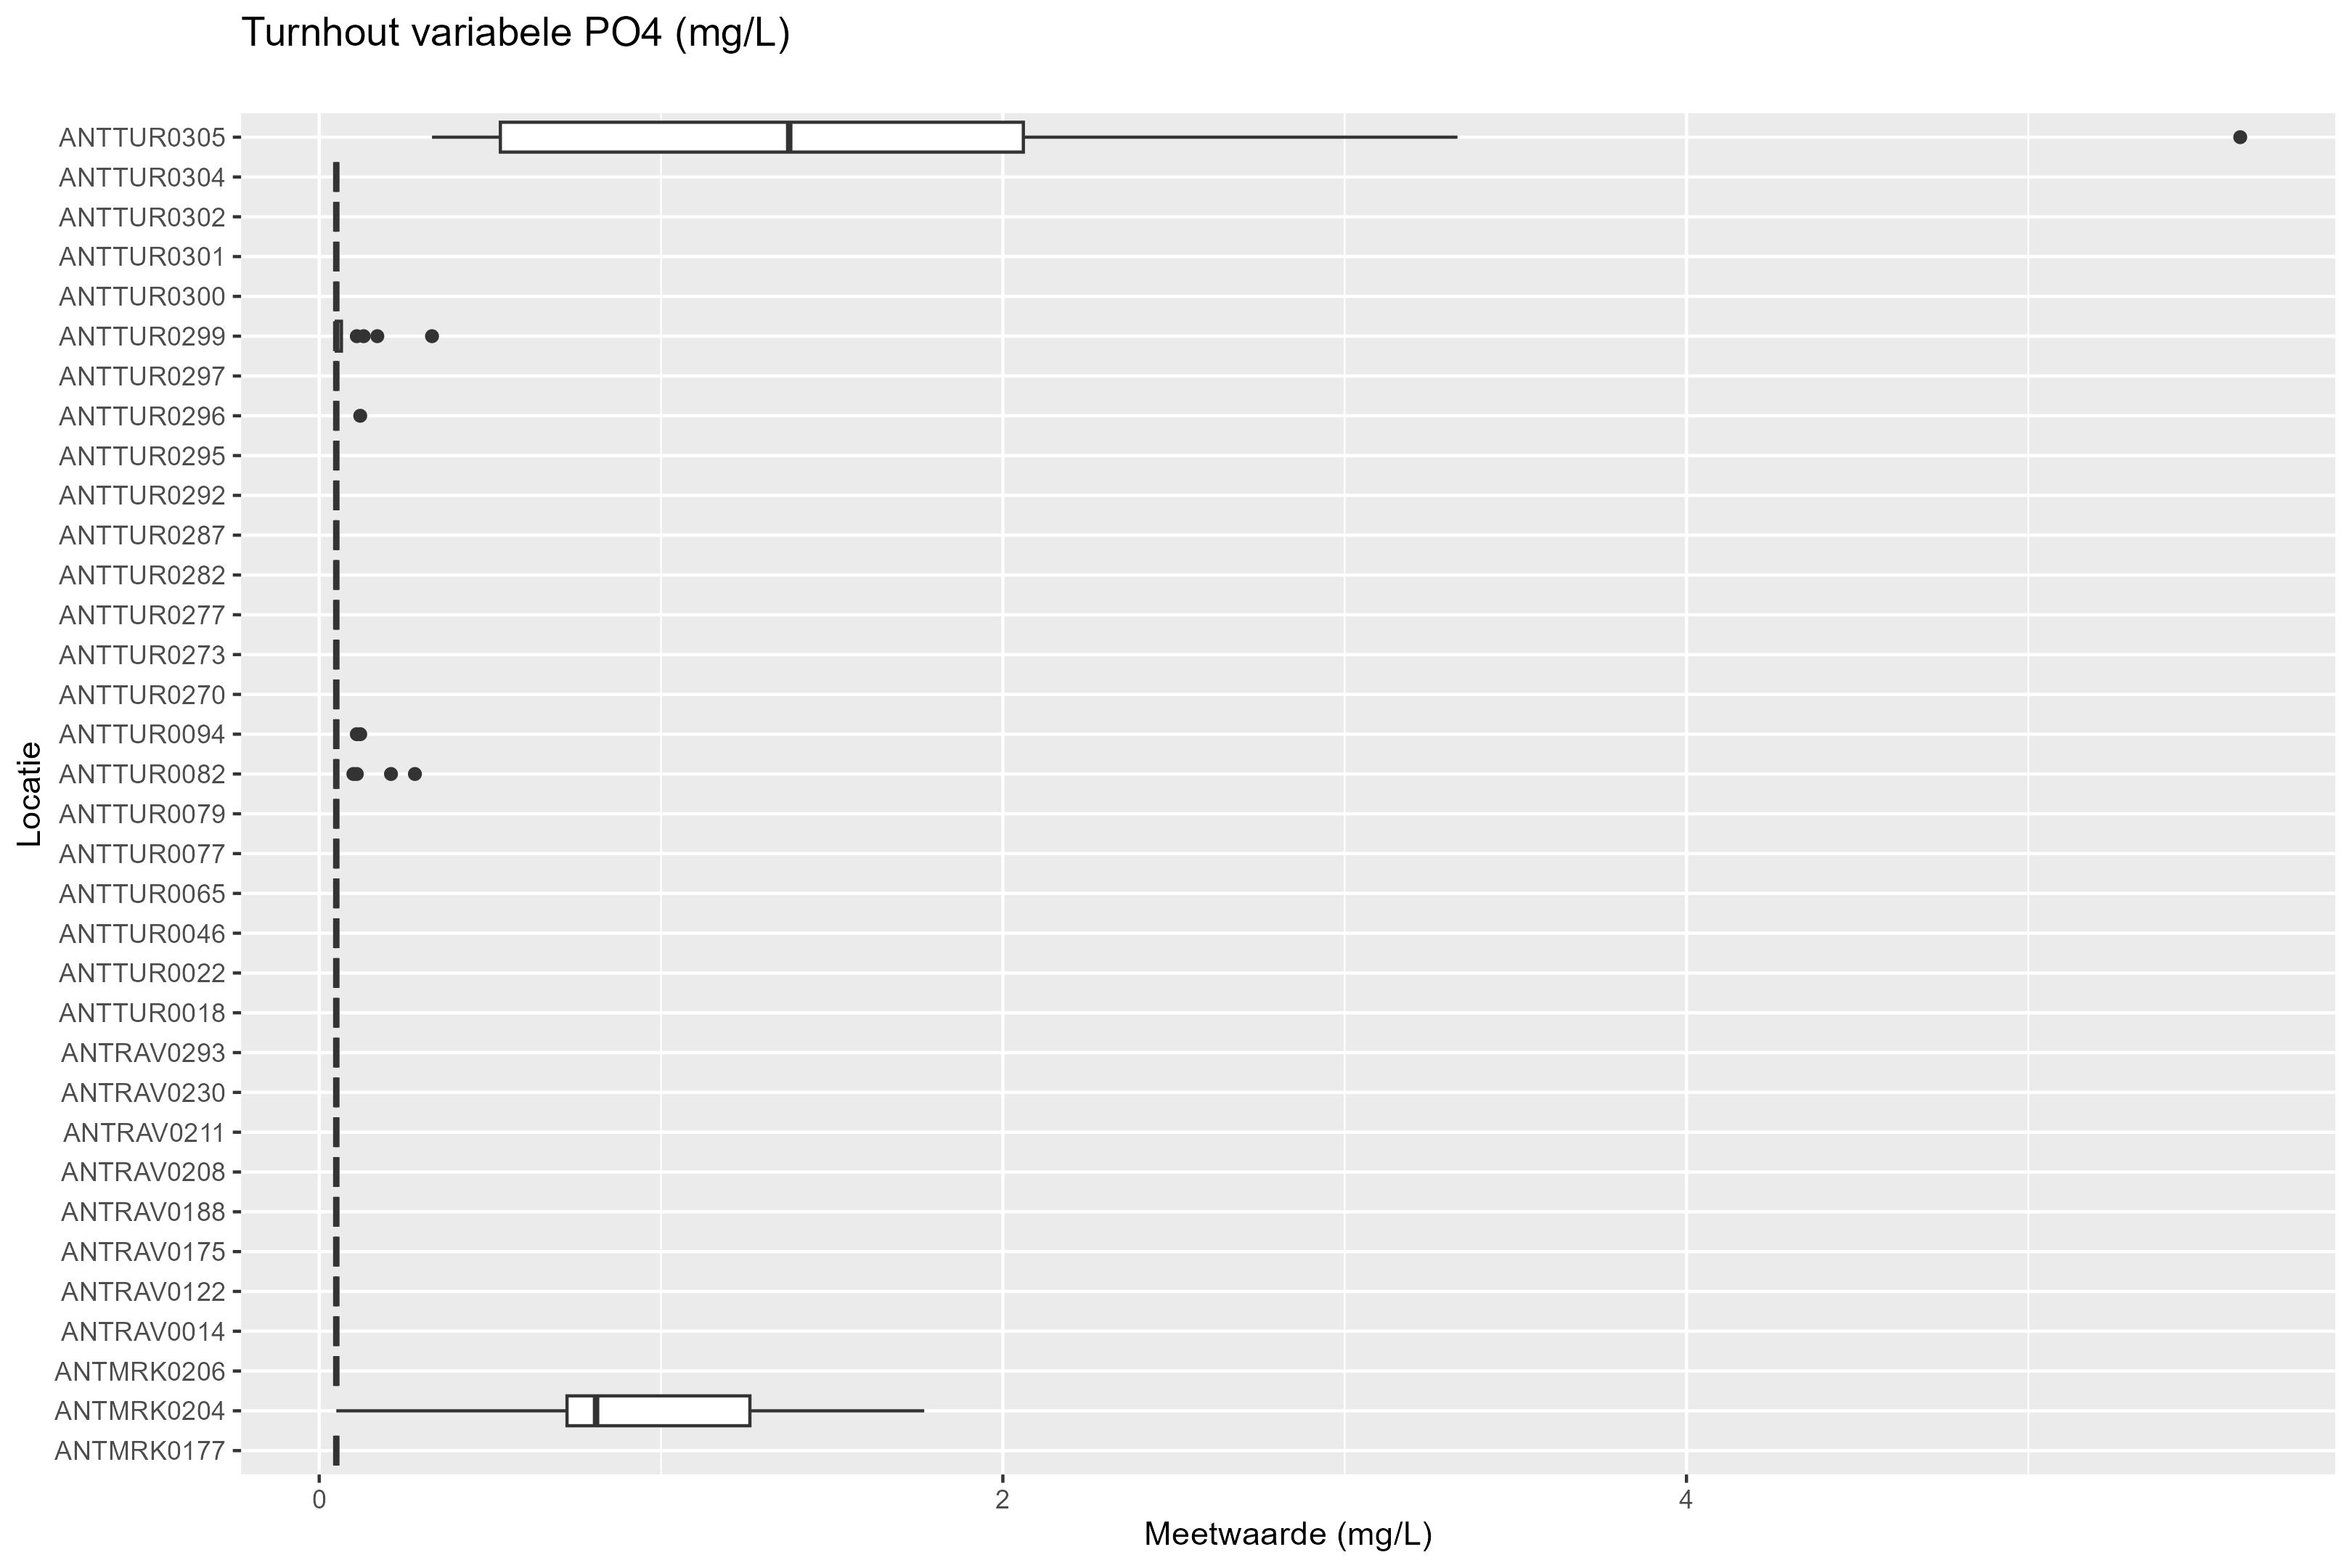 Turnhout variabele PO4 (mg/L)
ANTTUR0305
ANTTUR0304
ANTTUR0302
ANTTUR0301
ANTTUR0300
ANTTUR0299
ANTTUR0297
ANTTUR0296
ANTTUR0295
ANTTUR0292
ANTTUR0287
ANTTUR0282
ANTTUR0277
ANTTUR0273
ANTTUR0270
ANTTUR0094
ANTTUR0082
ANTTUR0079
ANTTUR0077
ANTTUR0065
ANTTUR0046
ANTTUR0022
ANTTUR0018
ANTRAV0293
ANTRAV0230
ANTRAV0211
ANTRAV0208
ANTRAV0188
ANTRAV0175
ANTRAV0122
ANTRAV0014
ANTMRK0206
ANTMRK0204
ANTMRK0177
Locatie
0 2 4
Meetwaarde (mg/L)